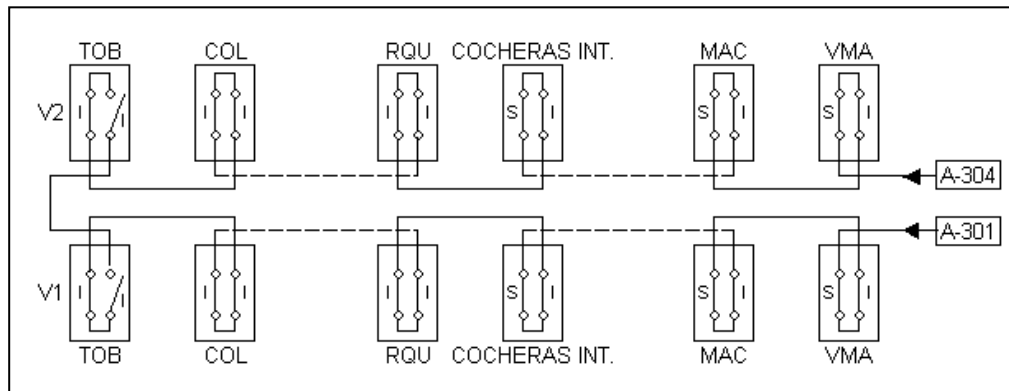 TOB COL RQU COCHERAS INT. MAC VMA
V2 I I I I I I S I S I S I
A-304
A-301
V1 I I I I I I S I S I S I
TOB COL RQU COCHERAS INT. MAC VMA